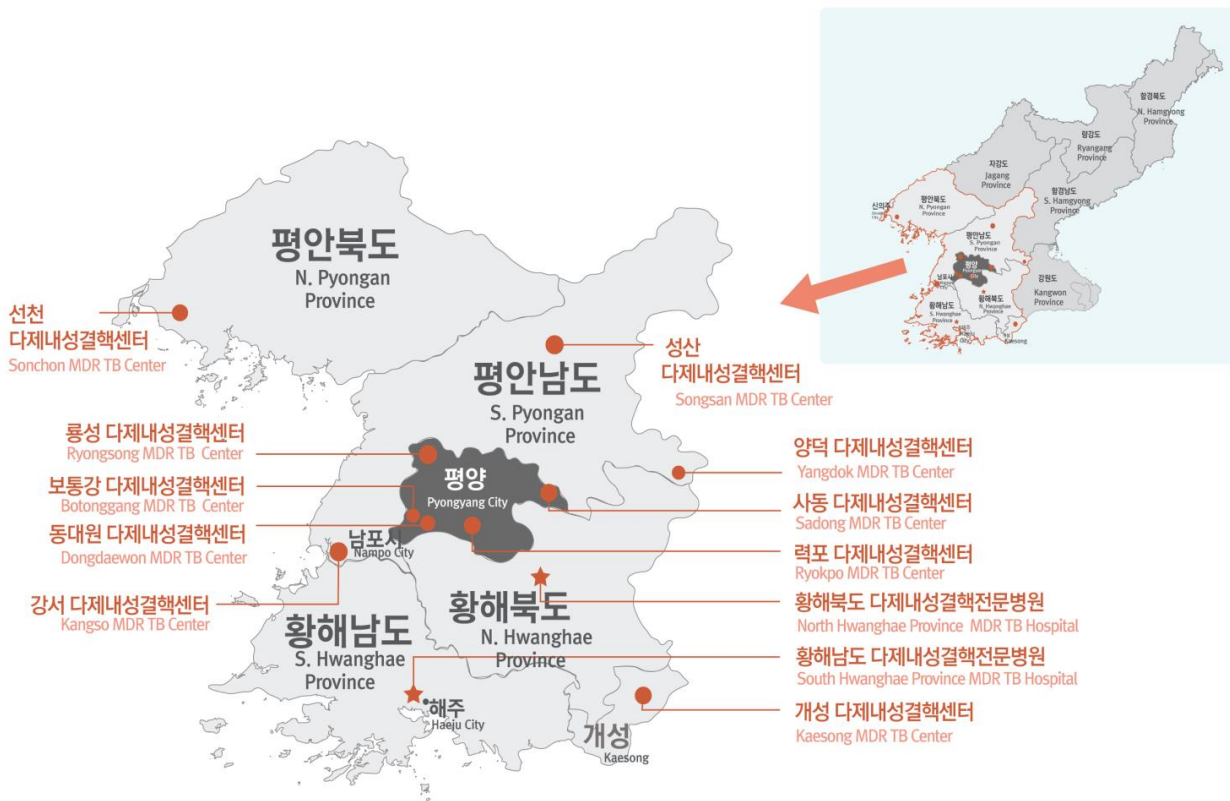 평안북도
N. Pyongan
Province
선천
다제내성결핵센터
Sonchon MDR TB Center
성산
다제내성결핵센터
Songsan MDR TB Center
평안남도
S. Pyongan
Province
룡성 다제내성결핵센터
Ryongsong MDR TB Center
보통강 다제내성결핵센터
Botonggang MDR TB Center
동대원 다제내성결핵센터
Dongdaewon MDR TB Center
강서 다제내성결핵센터
Kangso MDR TB Center
평양
Pyongyang City
남포시
Nampo City
양덕 다제내성결핵센터
Yangdok MDR TB Center
사동 다제내성결핵센터
Sadong MDR TB Center
력포 다제내성결핵센터
Ryokpo MDR TB Center
황해북도 다제내성결핵전문병원
North Hwanghae Province MDR TB Hospital
황해남도 다제내성결핵전문병원
South Hwanghae Province MDR TB Hospital
개성 다제내성결핵센터
Kaesong MDR TB Center
황해북도
N. Hwanghae
Province
황해남도
S. Hwanghae
Province
해주
Haeju City
개성
Kaesong
함경북도
N. Hamgyong
Province
량강도
Ryangang
Province
자강도
Jagang
Province
함경남도
S. Hamgyong
Province
신의주
평안북도
N. Pyongan
Province
평안남도
S. Pyongan
Province
평양
남포시
강원도
Kangwon
Province
황해남도
S. Hwanghae
Province
황해북도
N. Hwanghae
Province
Kaesong